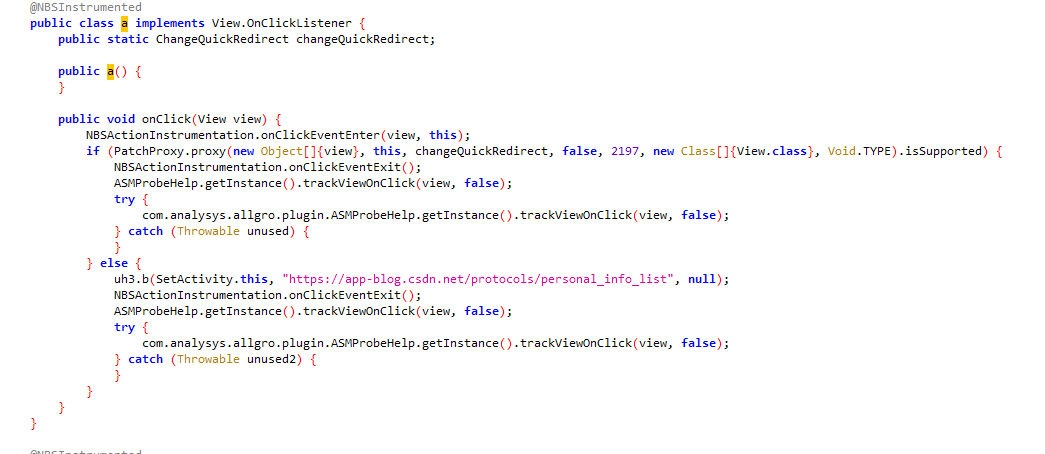 @NBSInstrumented
public class a implements View.OnClickListener {
public static ChangeQuickRedirect changeQuickRedirect;
public a() {
}
public void onClick(View view) {
NBSActionInstrumentation.onClickEventEnter(view, this);
if (PatchProxy.proxy(new Object[]{view}, this, changeQuickRedirect, false, 2197, new Class[]{View.class}, Void.TYPE).isSupported) {
NBSActionInstrumentation.onClickEventExit();
ASMProbeHelp.getInstance().trackViewOnClick(view, false);
try {
com.analysys.allgro.plugin.ASMProbeHelp.getInstance().trackViewOnClick(view, false);
} catch (Throwable unused) {
}
} else {
uh3.b(SetActivity.this, "https://app-blog.csdn.net/protocols/personal_info_list", null);
NBSActionInstrumentation.onClickEventExit();
ASMProbeHelp.getInstance().trackViewOnClick(view, false);
try {
com.analysys.allgro.plugin.ASMProbeHelp.getInstance().trackViewOnClick(view, false);
} catch (Throwable unused2) {
}
}
}
}
@NBSInstrumented